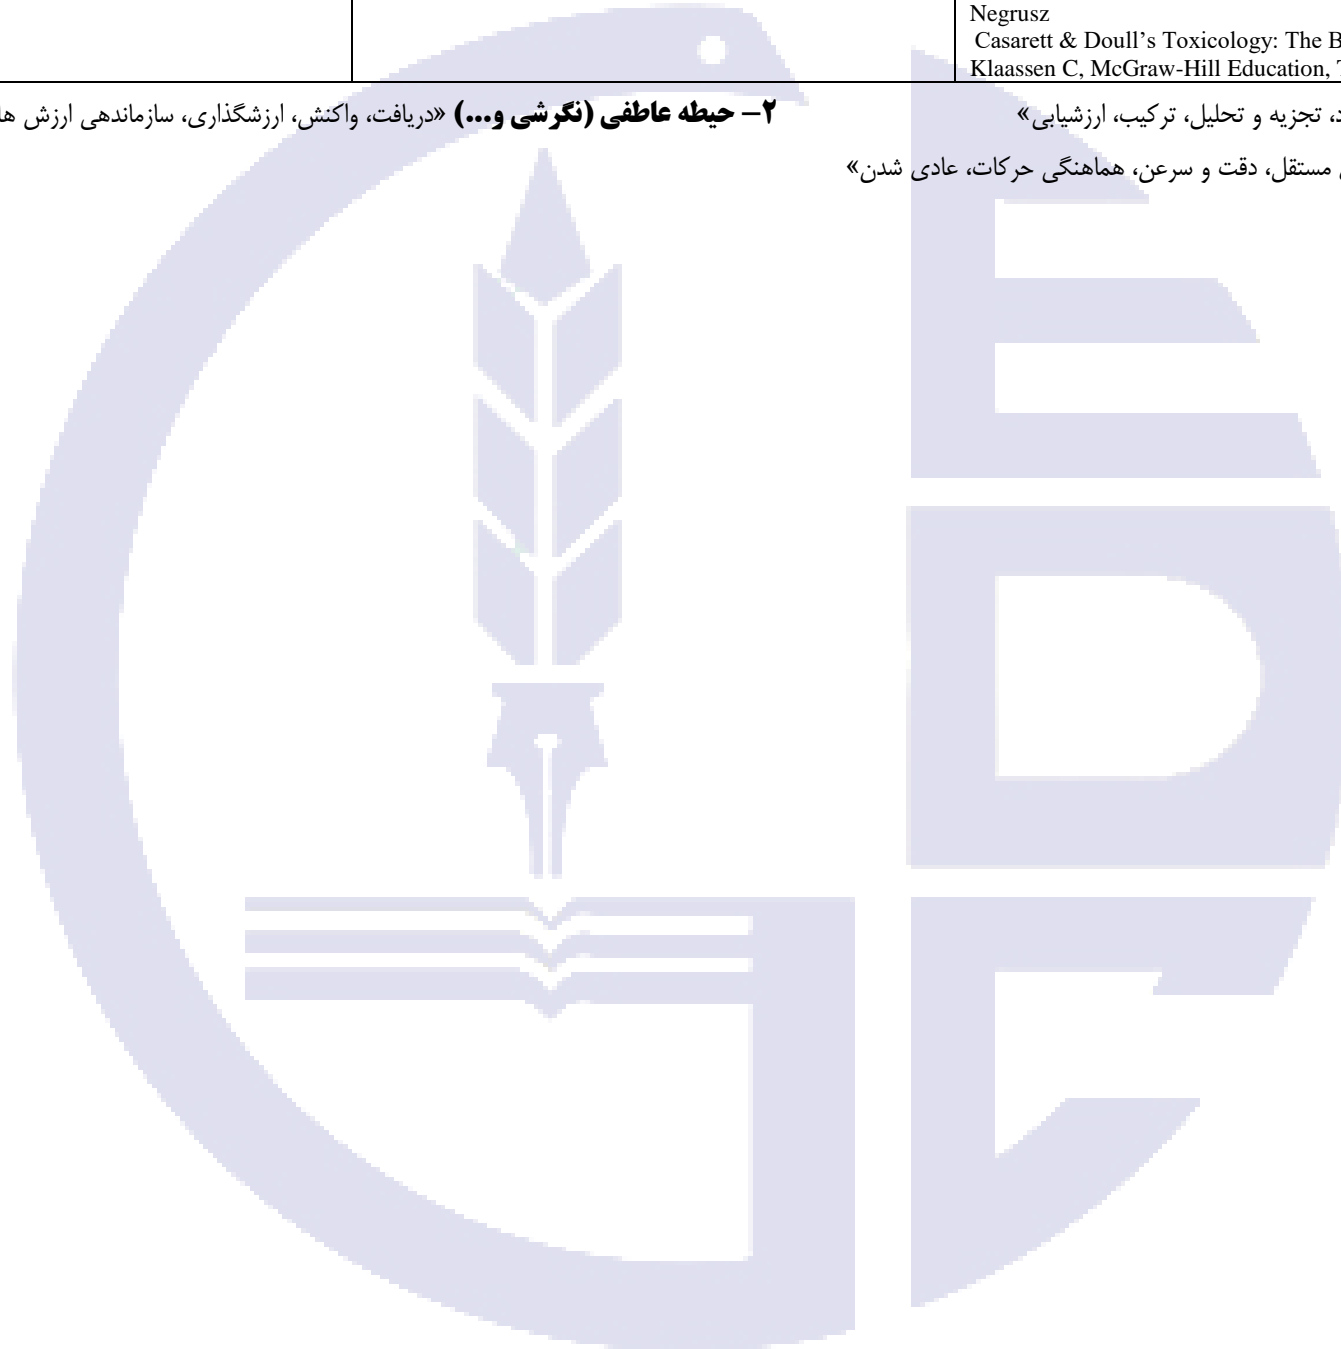 Negrusz
Casarett & Doull’s Toxicology: The B
Klaassen C, McGraw-Hill Education,
تجزیه و تحلیل، ترکیب، ارزشیابی» ۲– حیطه عاطفی (نگرشی و...) «دریافت، واکنش، ارزشگذاری، سازماندهی ارزش ها
مستقل، دقت و سرعن، هماهنگی حرکات، عادی شدن»
EDC